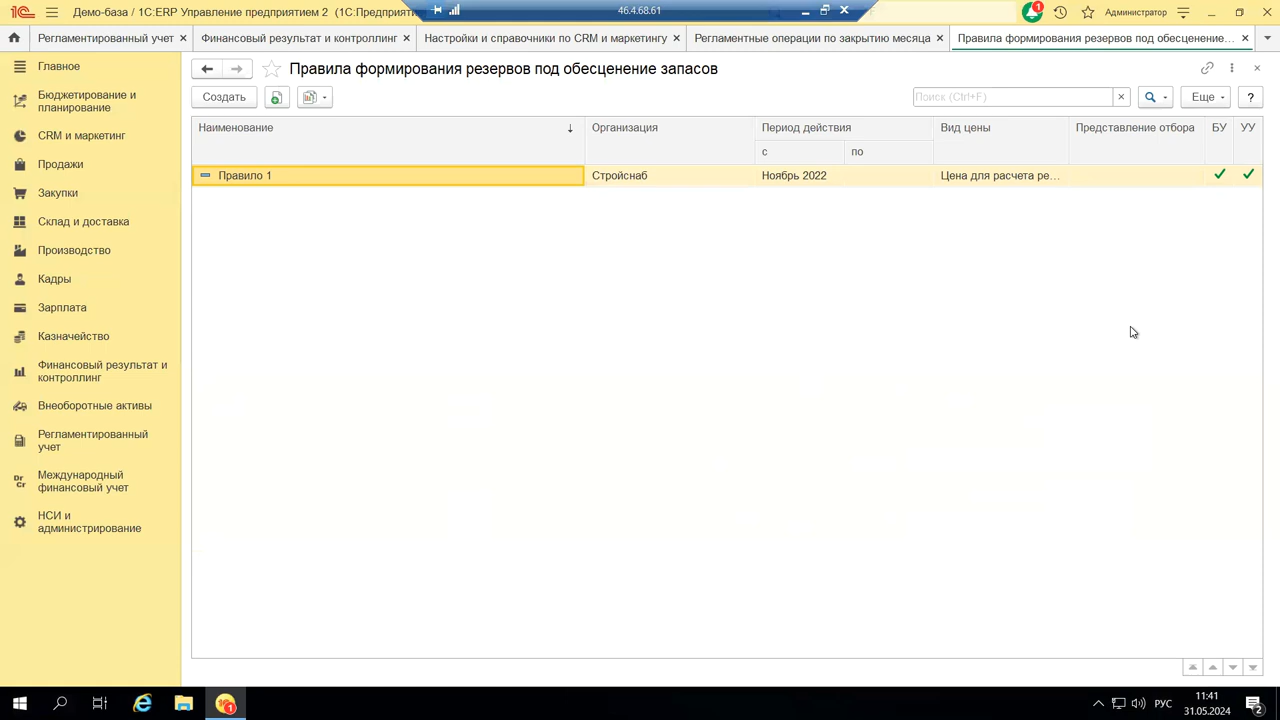 Демо-база / 1С:ERP Управление предприятием 2 (1С:Предприяти
46.4.68.61
1
Администратор
Регламентированный учет
Финансовый результат и контроллинг
Настройки и справочники по CRM и маркетингу
Регламентные операции по закрытию месяца
Правила формирования резервов под обесценение...
Главное
Бюджетирование и
планирование
CRM и маркетинг
Продажи
Закупки
Склад и доставка
Производство
Кадры
Зарплата
Казначейство
Финансовый результат и
контроллинг
Внеоборотные активы
Регламентированный
учет
Dr
Cr
Международный
финансовый учет
НСИ и
администрирование
Правила формирования резервов под обесценение запасов
Создать
Поиск (Ctrl+F)
Еще
?
Наименование
Организация
Период действия
Вид цены
Представление отбора
БУ
УУ
с
по
Правило 1
Стройснаб
Ноябрь 2022
Цена для расчета ре...
1
РУС
11:41
31.05.2024
2